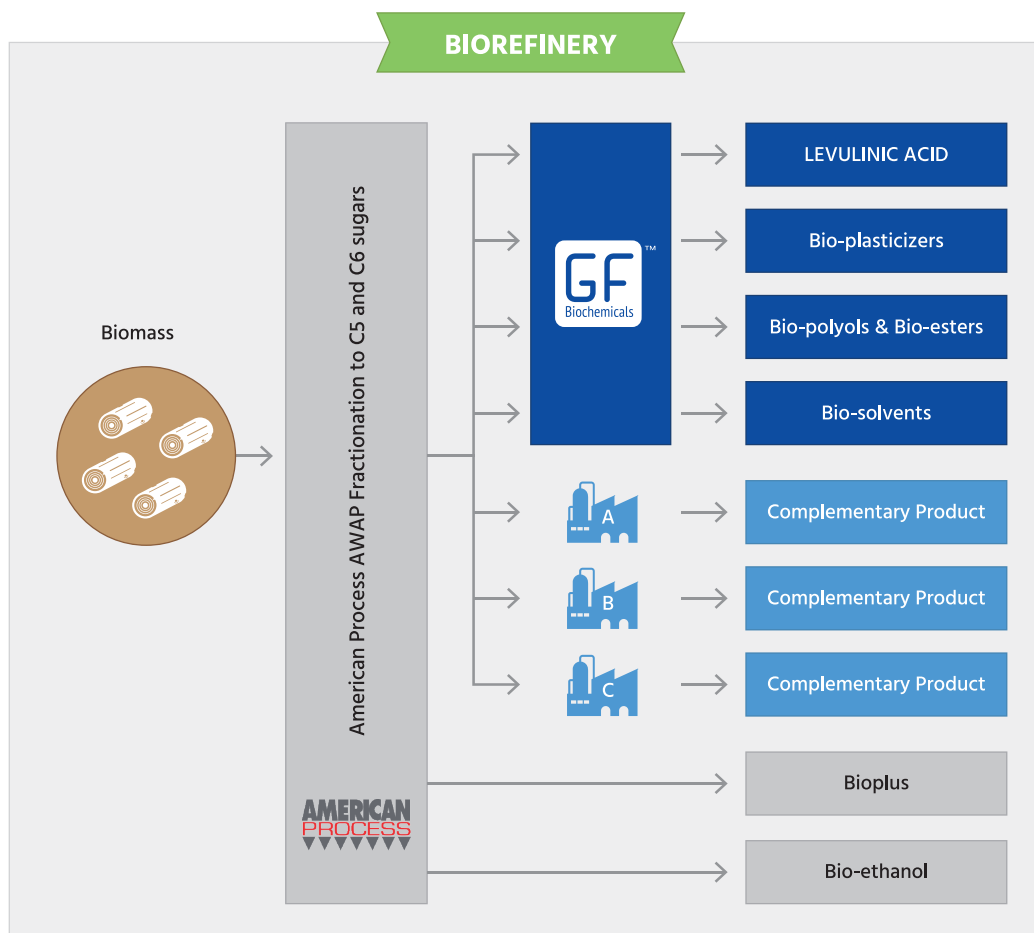 BIOREFINERY
Biomass
American Process AWAP Fractionation to C5 and C6 sugars
AMERICAN
PROCESS
GF
Biochemicals
™
LEVULINIC ACID
Bio-plasticizers
Bio-polyols & Bio-esters
Bio-solvents
A
Complementary Product
B
Complementary Product
C
Complementary Product
Bioplus
Bio-ethanol